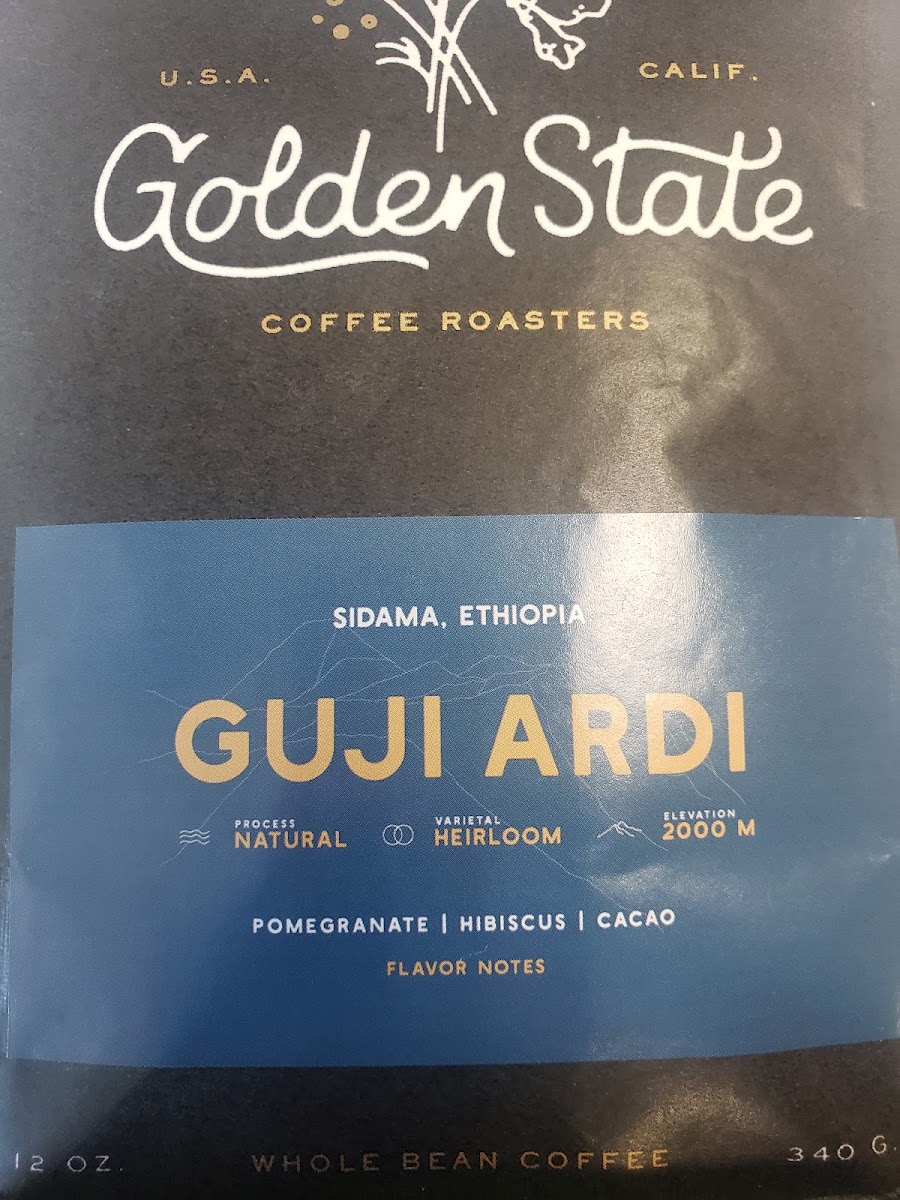 U.S.A. CALIF.
Golden State
COFFEE ROASTERS
SIDAMA, ETHIOPIA
GUJI ARDI
PROCESS VARIETAL ELEVATION
NATURAL HEIRLOOM 2000 M
POMEGRANATE | HIBISCUS | CACAO
FLAVOR NOTES
12 OZ. WHOLE BEAN COFFEE 340 G.